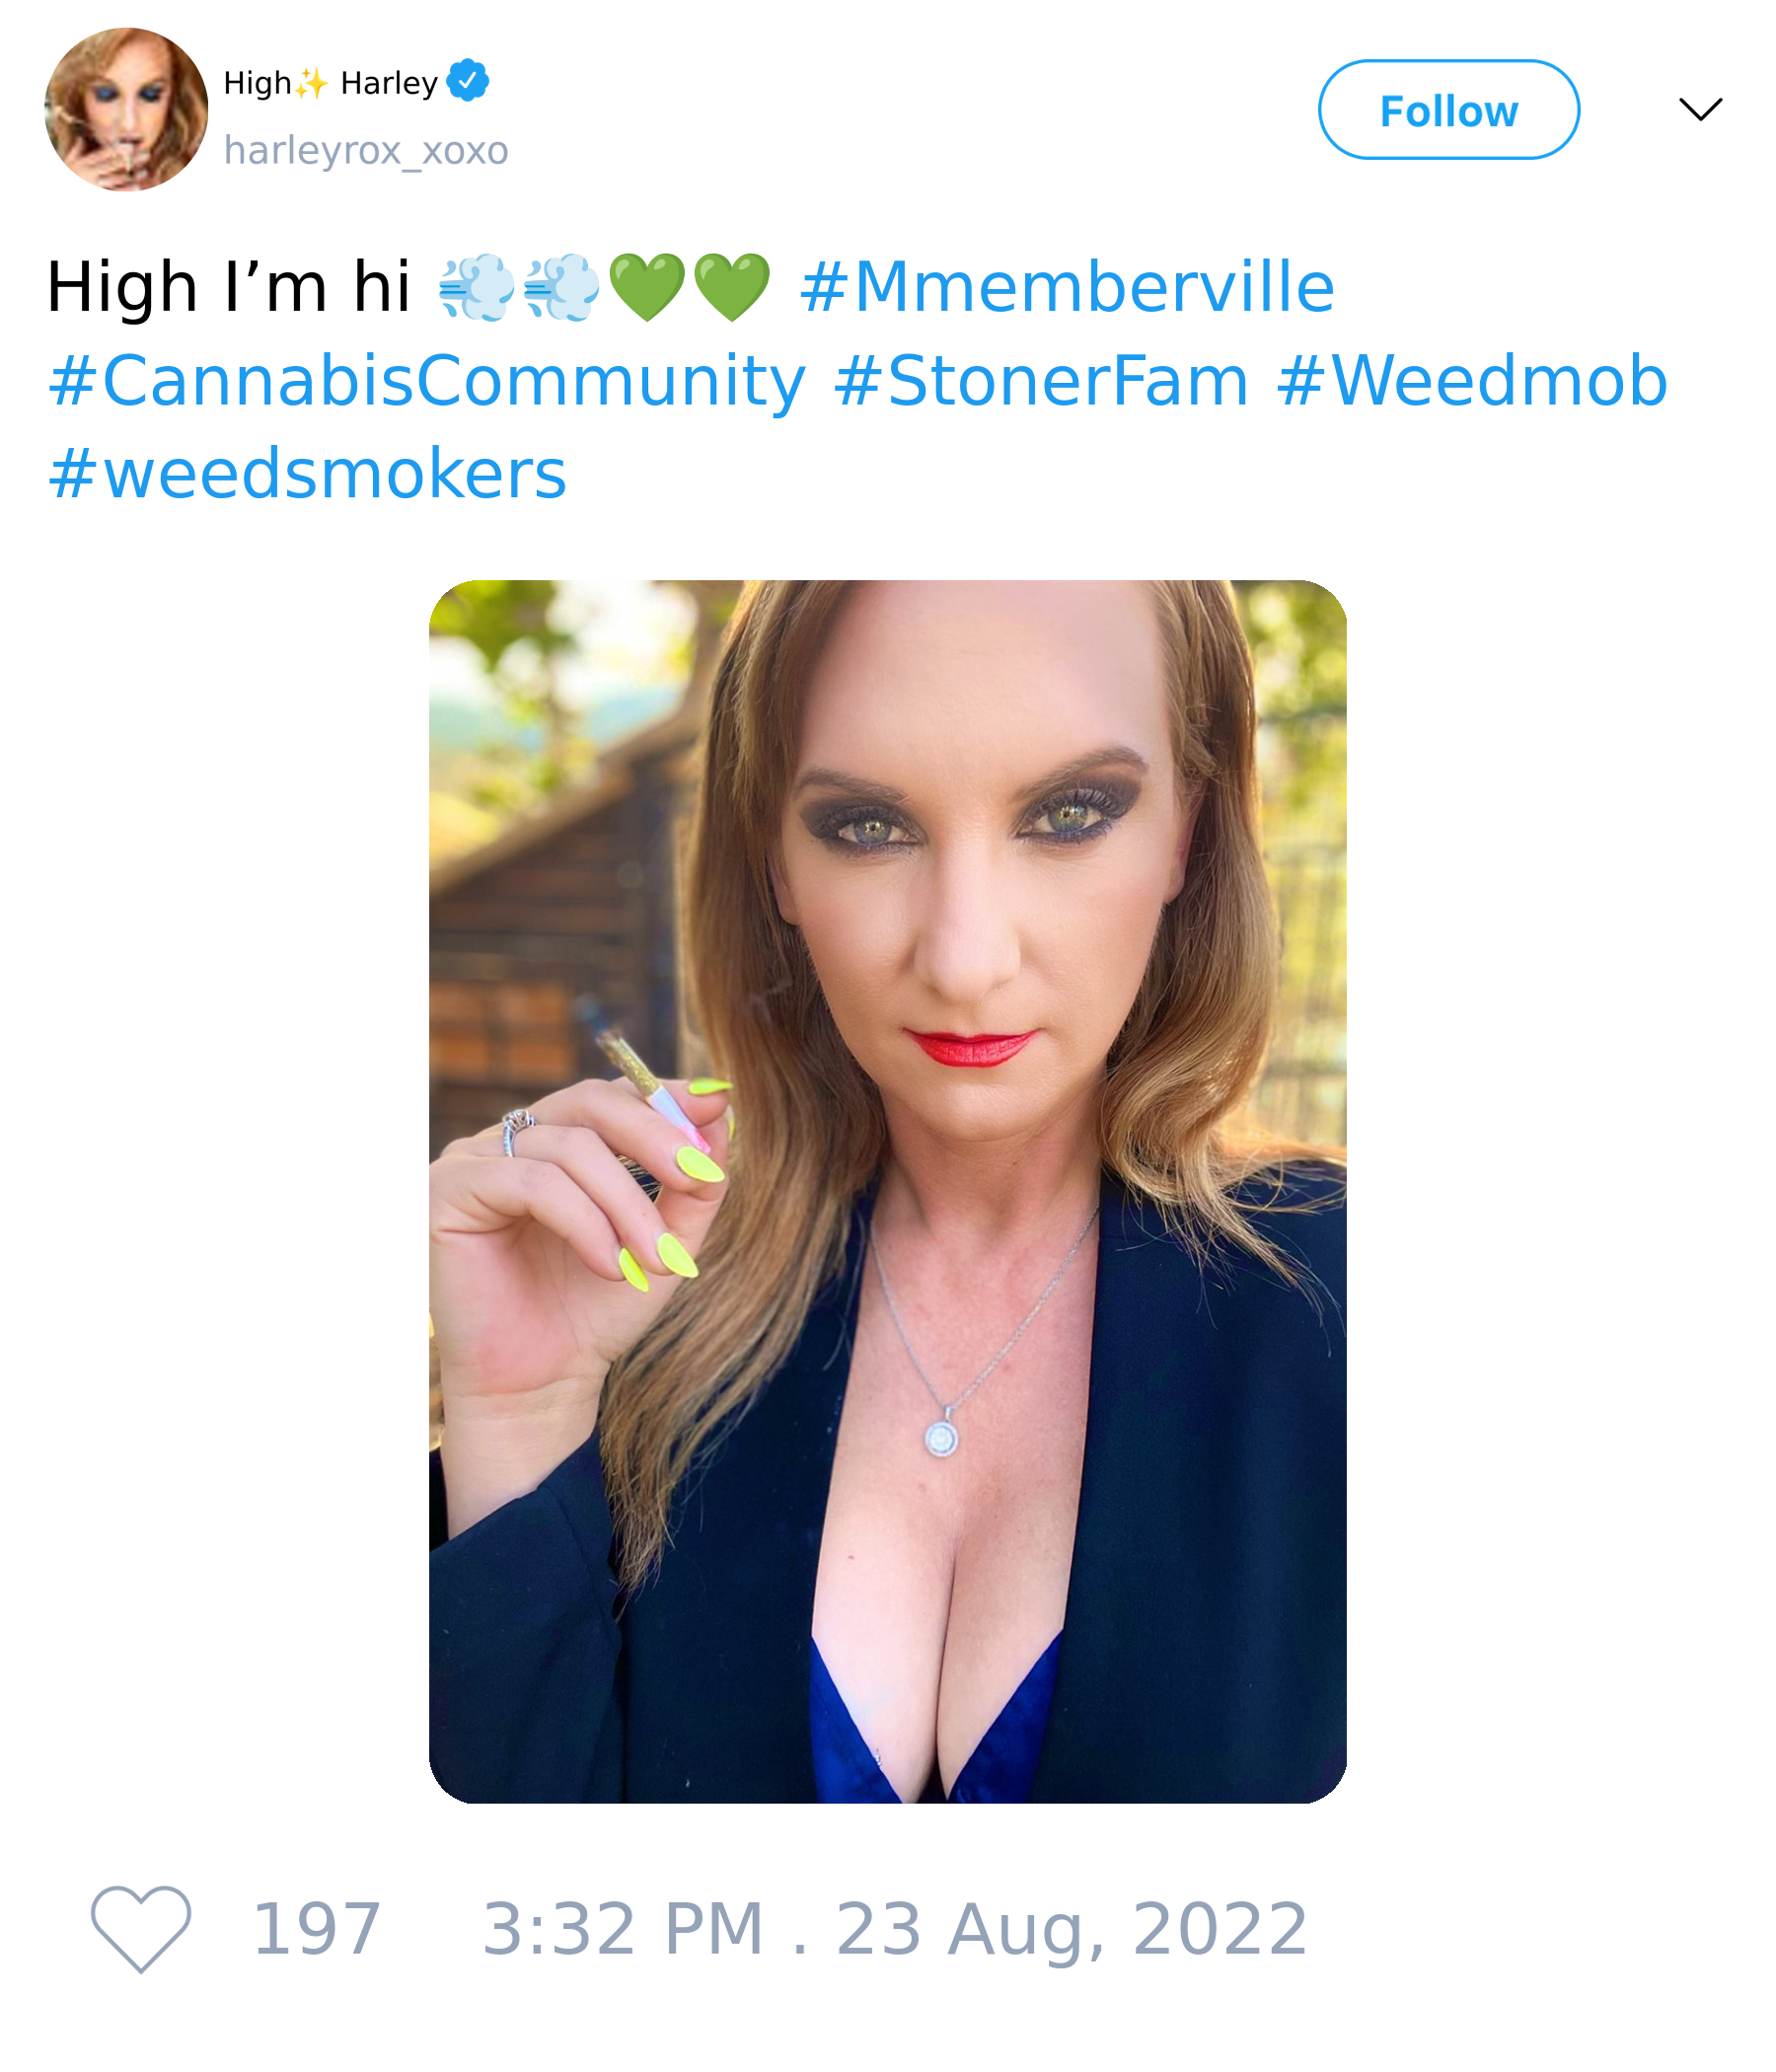 High✨ Harley
harleyrox_xoxo
Follow
High I’m hi 💨💨💚💚 #Mmemberville
#CannabisCommunity #StonerFam #Weedmob
#weedsmokers
197 3:32 PM . 23 Aug, 2022